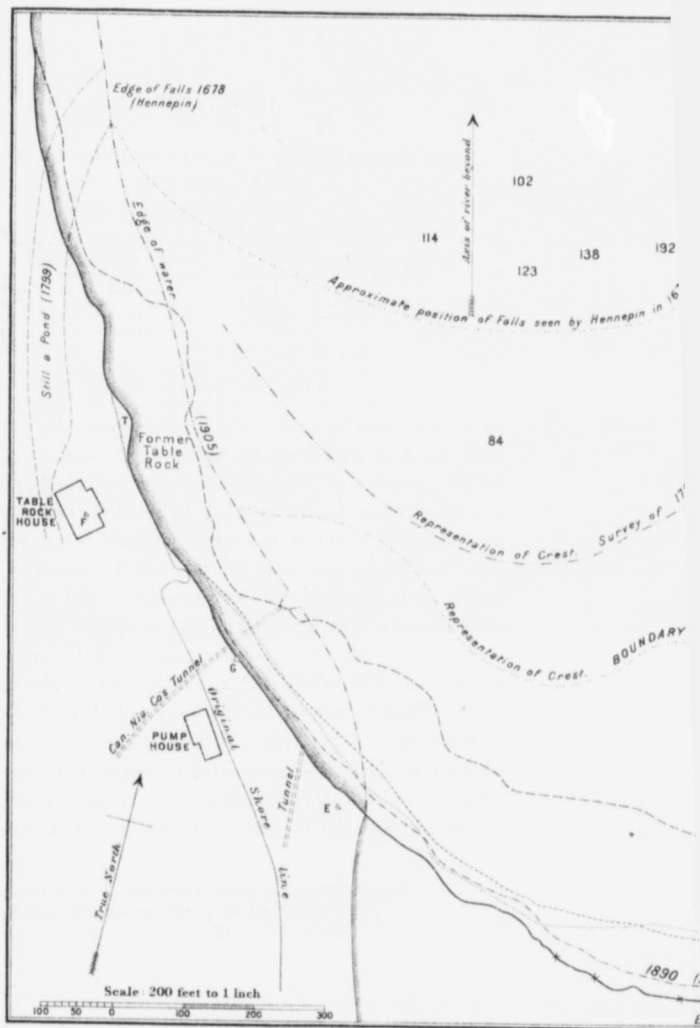 Edge of Falls 1678
(Hennepin)
Axis of river beyond
102
114
138
192
123
Edge of water
Approximate position of Falls seen by Hennepin in 167
Still a Pond (1799)
(1905)
T
Former
Table
Rock
84
TABLE
ROCK
HOUSE
Representation of Crest. Survey of 17
Representation of Crest. BOUNDARY
Can. Nia. Co's Tunnel
G
Original Shore line
PUMP
HOUSE
Tunnel
E
True North
1890
Scale: 200 feet to 1 Inch
100 50 0 100 200 300